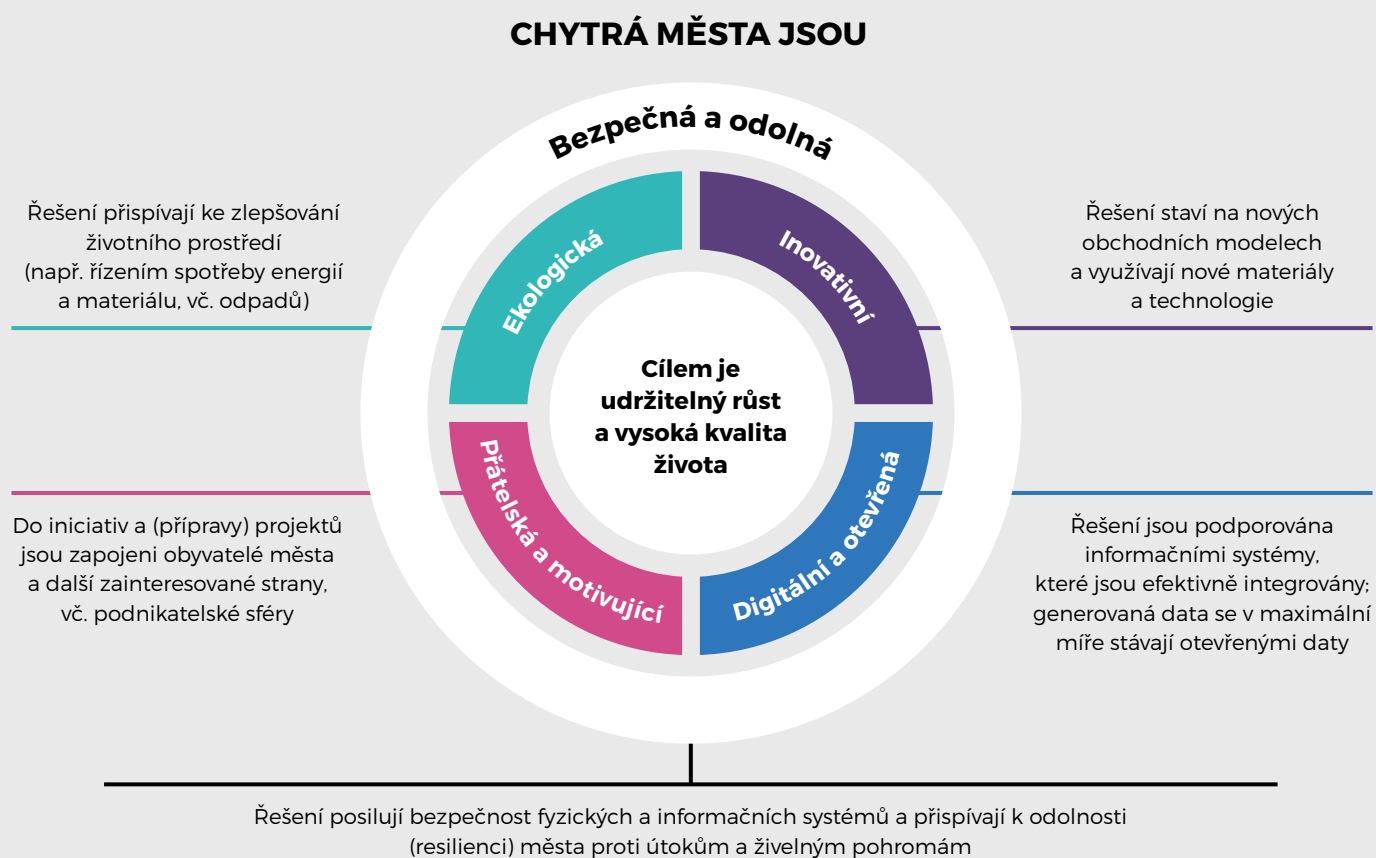 CHYTRÁ MĚSTA JSOU
Bezpečná a odolná
Řešení přispívají ke zlepšování
životního prostředí
(např. řízením spotřeby energií
a materiálu, vč. odpadů)
Ekologická
Inovativní
Řešení staví na nových
obchodních modelech
a využívají nové materiály
a technologie
Cílem je
udržitelný růst
a vysoká kvalita
života
Do iniciativ a (přípravy) projektů
jsou zapojeni obyvatelé města
a další zainteresované strany,
vč. podnikatelské sféry
Přátelská a motivující
Digitální a otevřená
Řešení jsou podporována
informačními systémy,
které jsou efektivně integrovány;
generovaná data se v maximální
míře stávají otevřenými daty
Řešení posilují bezpečnost fyzických a informačních systémů a přispívají k odolnosti
(resilienci) města proti útokům a živelným pohromám